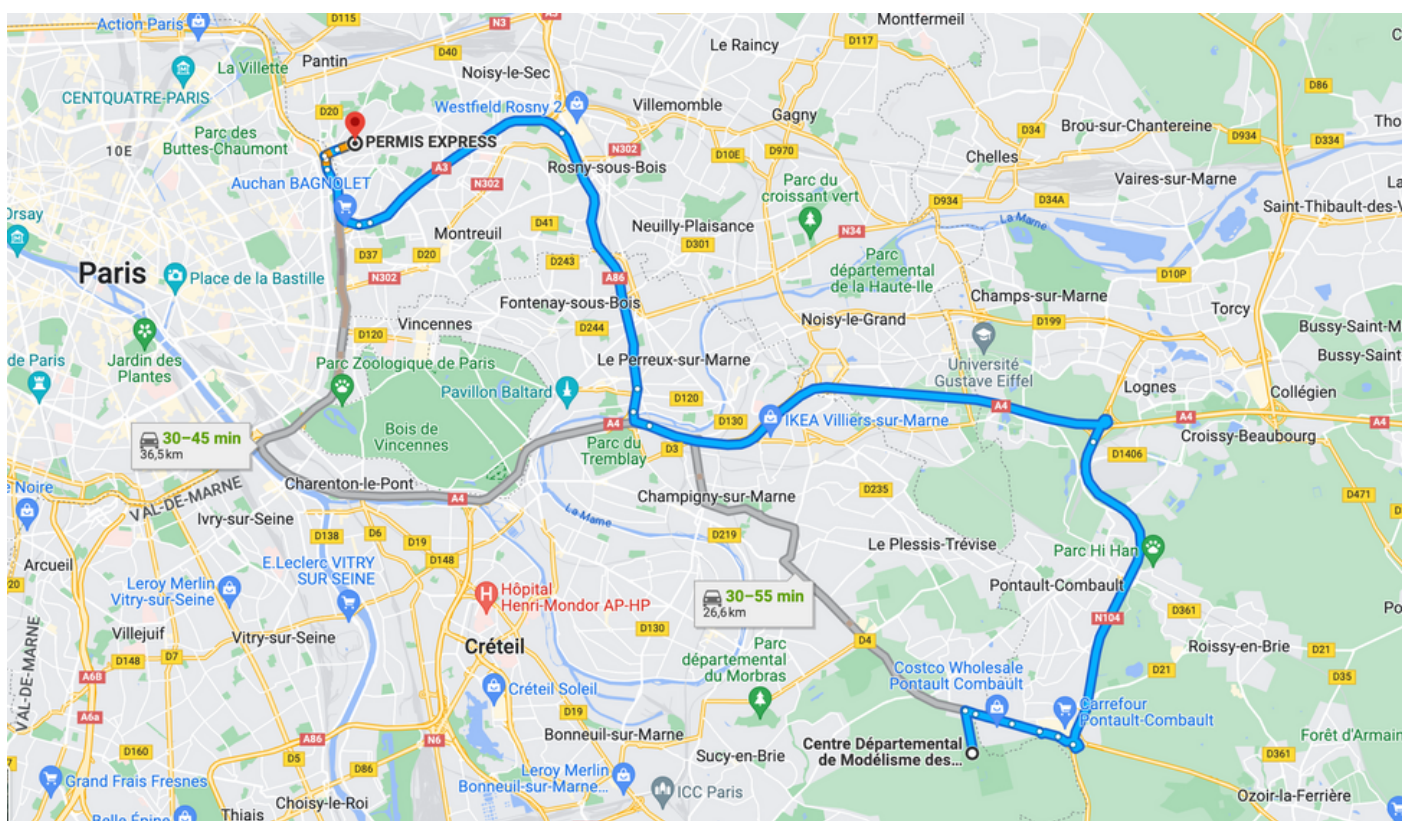 Action Paris
D115
N3
Montfermeil
Pantin
D40
Le Raincy
D117
La Villette
Noisy-le-Sec
D86
CENTQUATRE-PARIS
Westfield Rosny 2
Villemomble
Gagny
D20
PERMIS EXPRESS
Parc des
Buttes-Chaumont
10E
A3
N302
D10E
D970
D34
Brou-sur-Chantereine
D934
D334
Chelles
Auchan BAGNOLET
N302
Rosny-sous-Bois
Parc du
croissant vert
Vaires-sur-Marne
D934
D34A
Orsay
Montreuil
D41
Neuilly-Plaisance
N34
La Marne
D37
D20
D301
D243
Parc
départemental
de la Haute-Ile
D10P
Paris
Place de la Bastille
N302
A86
Fontenay-sous-Bois
Champs-sur-Marne
Torcy
D120
Vincennes
D244
Noisy-le-Grand
D199
Jardin des
Plantes
Parc Zoologique de Paris
Le Perreux-sur-Marne
Université
Gustave Eiffel
Pavillon Baltard
D120
Lognes
Collégien
30–45 min
36,5 km
Bois de
Vincennes
A4
D130
IKEA Villiers-sur-Marne
A4
A4
A4
Parc du
Tremblay
D3
Croissy-Beaubourg
D1406
Charenton-le-Pont
A4
Champigny-sur-Marne
D235
D471
VAL-DE-MARNE
Ivry-sur-Seine
La Marne
D138
D6
D19
D219
Le Plessis-Trévise
Parc Hi Han
Arcueil
E.Leclerc VITRY
SUR SEINE
D148
Leroy Merlin
Vitry-sur-Seine
Hôpital
Henri-Mondor AP-HP
30–55 min
26,6 km
Pontault-Combault
N104
D361
Villejuif
Vitry-sur-Seine
D130
D4
Roissy-en-Brie
D21
D148
D7
Créteil
Parc
départemental
du Morbras
Costco Wholesale
Pontault Combault
D21
D35
A6B
VAL-DE-MARNE
Créteil Soleil
Carrefour
Pontault-Combault
A6a
D19
A86
N6
Bonneuil-sur-Marne
Sucy-en-Brie
Centre Départemental
de Modélisme des...
D361
D160
D5
D86
Grand Frais Fresnes
Leroy Merlin
Bonneuil-sur-Marne...
ICC Paris
Choisy-le-Roi
Ozoir-la-Ferrière
Thiais